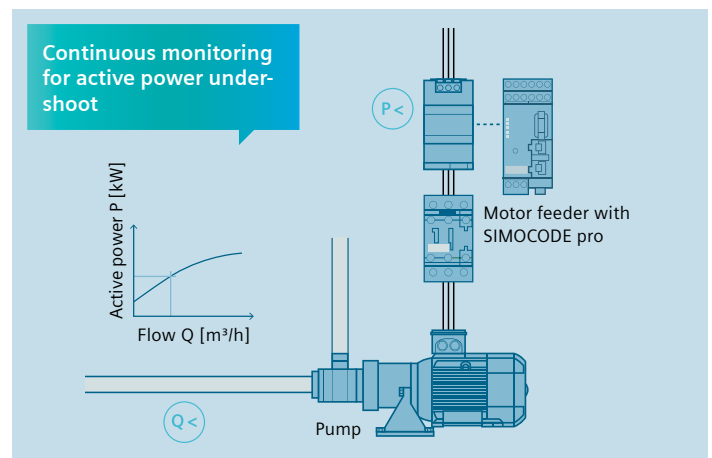 Continuous monitoring
for active power under-
shoot
P<
Motor feeder with
SIMOCODE pro
Active power P [kW]
Flow Q [m³/h]
Q<
Pump